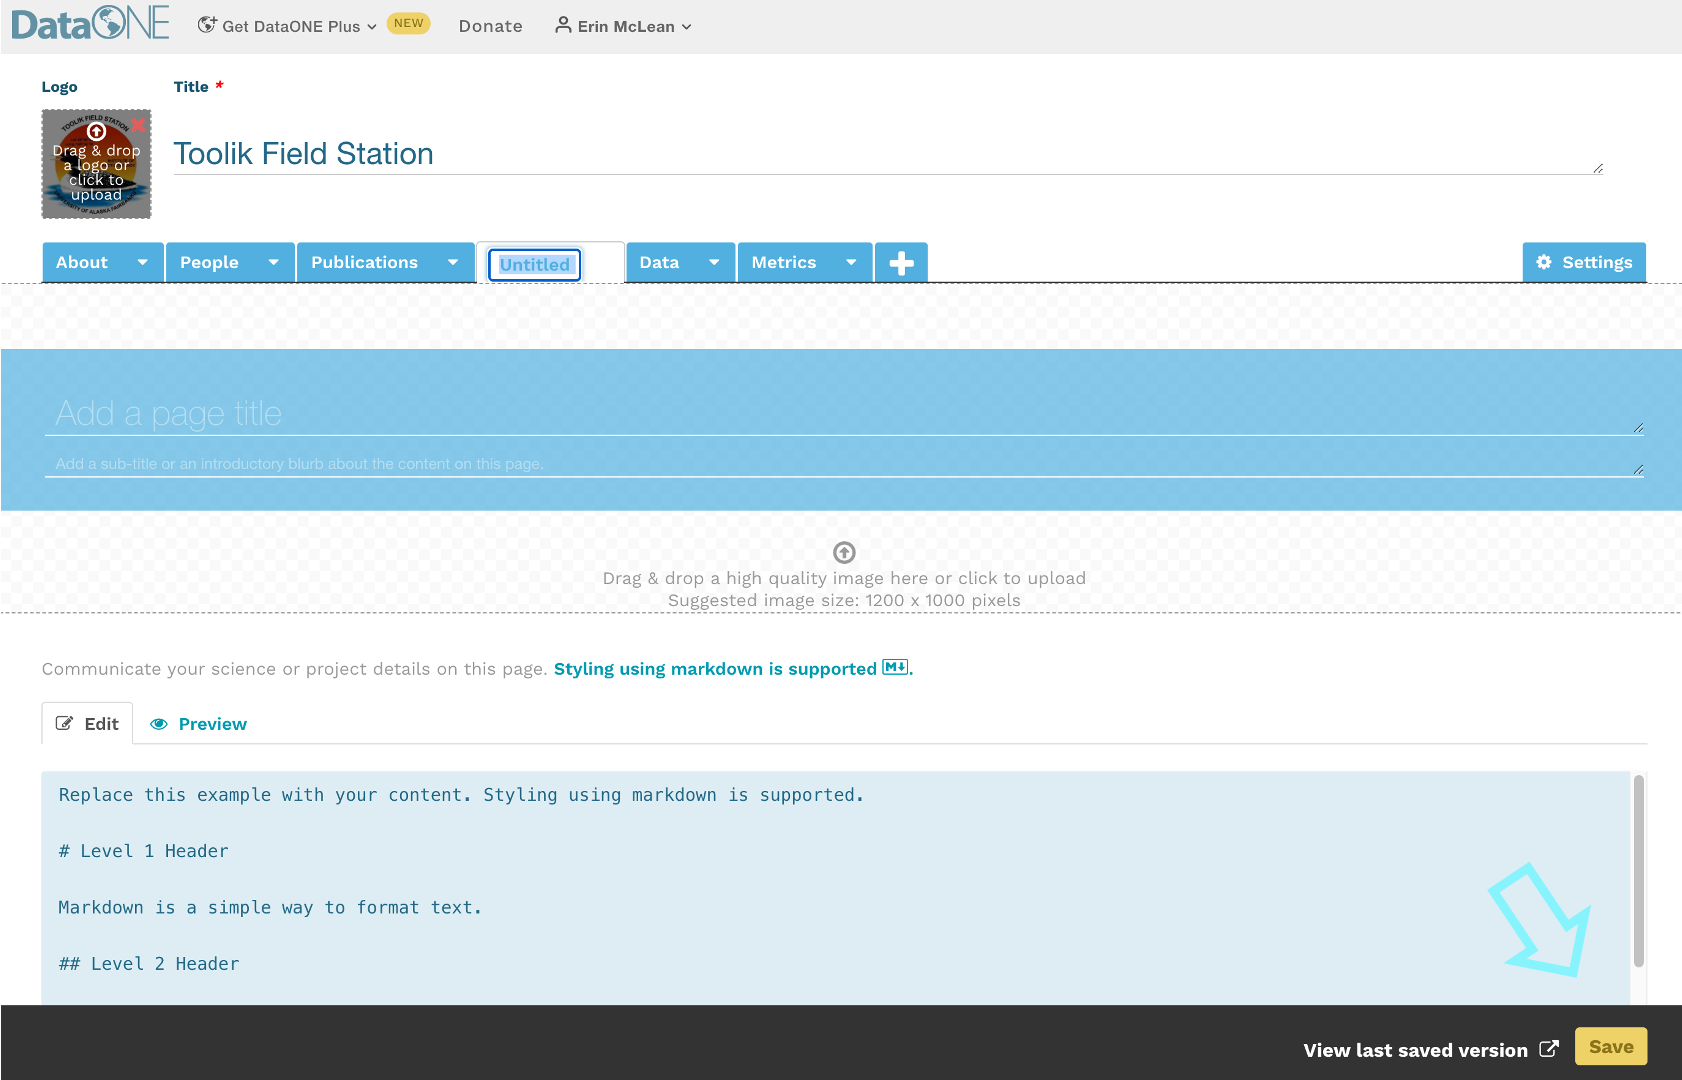 DataONE
Get DataONE Plus
NEW
Donate
Erin McLean
Logo
Title *
TOOLIK FIELD STATION
Drag & drop
a logo or
click to
upload
UNIVERSITY OF ALASKA FAIRBANKS
Toolik Field Station
About
People
Publications
Untitled
Data
Metrics
Settings
Add a page title
Add a sub-title or an introductory blurb about the content on this page.
Drag & drop a high quality image here or click to upload
Suggested image size: 1200 x 1000 pixels
Communicate your science or project details on this page. Styling using markdown is supported M.
Edit
Preview
Replace this example with your content. Styling using markdown is supported.
# Level 1 Header
Markdown is a simple way to format text.
## Level 2 Header
View last saved version
Save